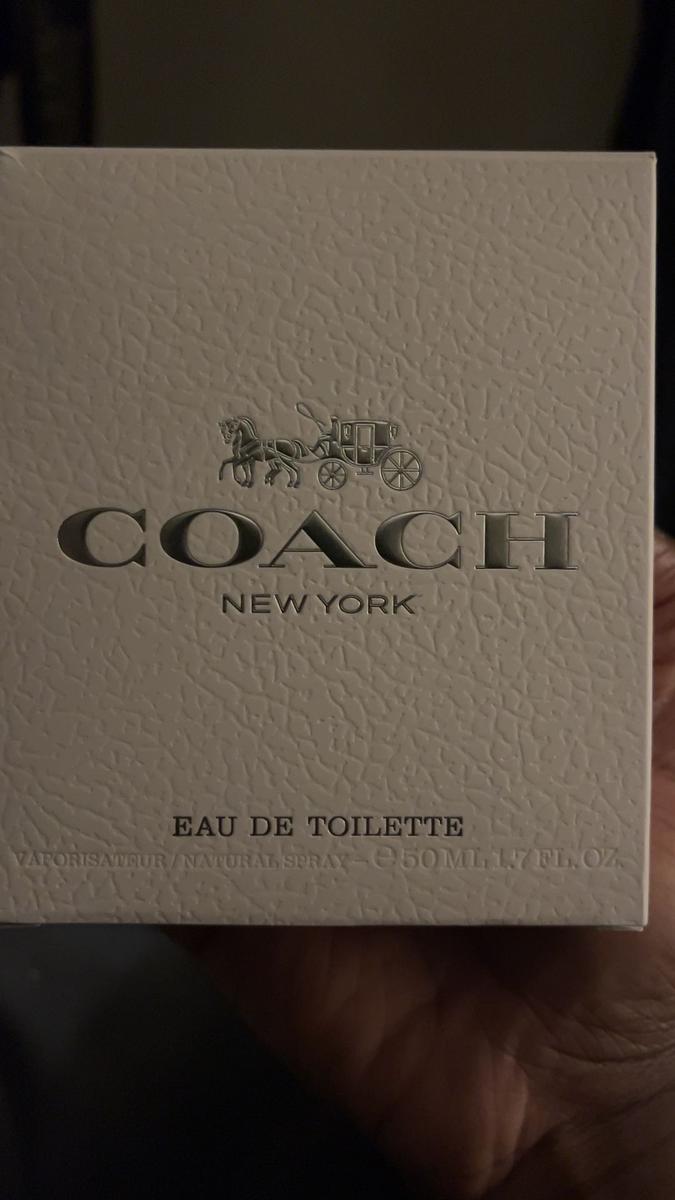 COACH
NEW YORK
EAU DE TOILETTE
VAPORISATEUR / NATURAL SPRAY – ℮ 50 ML 1.7 FL. OZ.